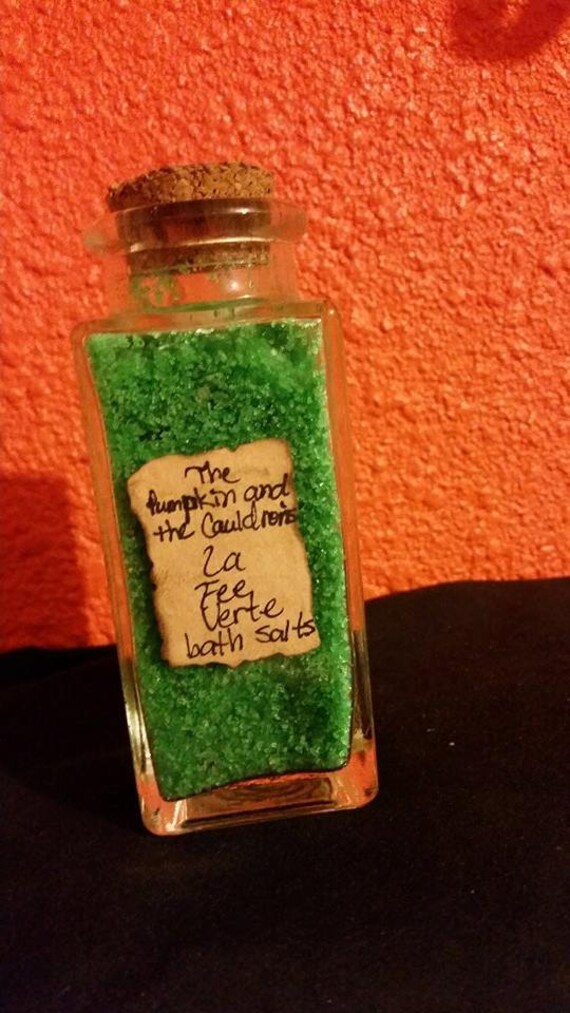 The
Pumpkin and
the Cauldron's
La
Fee
Verte
bath salts